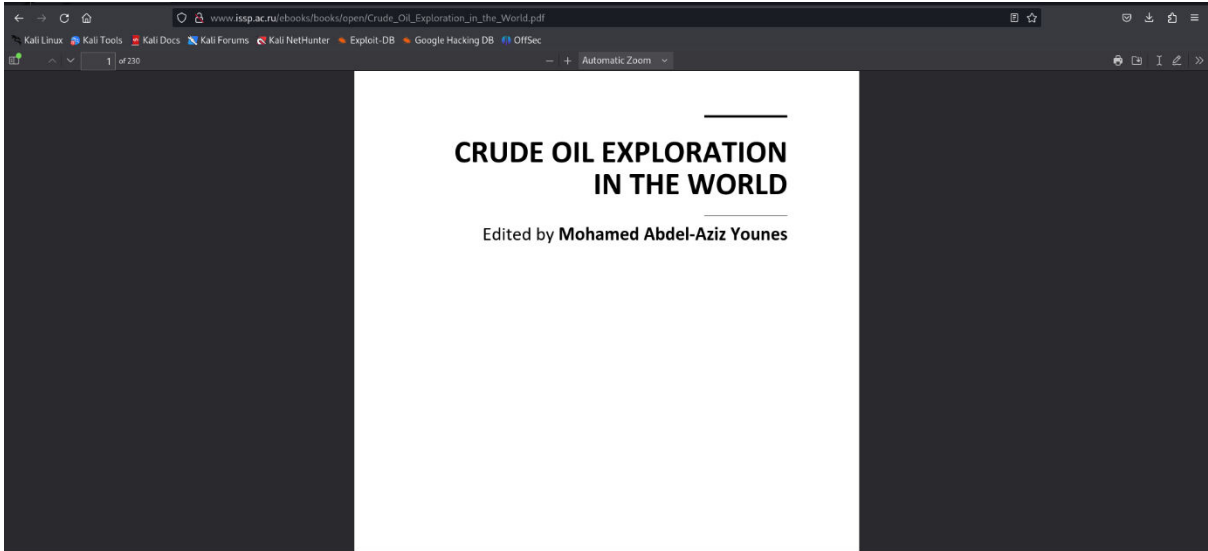 www.issp.ac.ru/ebooks/books/open/Crude_Oil_Exploration_in_the_World.pdf
Kali Linux Kali Tools Kali Docs Kali Forums Kali NetHunter Exploit-DB Google Hacking DB OffSec
1 of 230 − + Automatic Zoom
CRUDE OIL EXPLORATION
IN THE WORLD
Edited by Mohamed Abdel-Aziz Younes